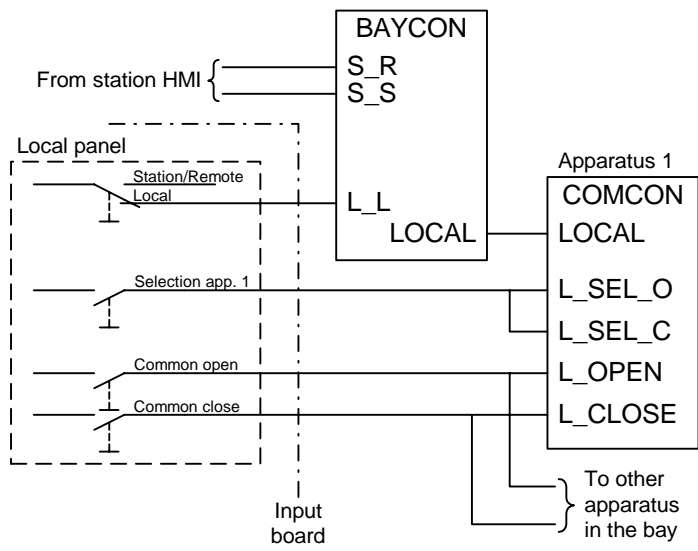 BAYCON
S_R
From station HMI
S_S
Local panel
Station/Remote
Local
L_L
LOCAL
Apparatus 1
COMCON
LOCAL
Selection app. 1
L_SEL_O
L_SEL_C
Common open
L_OPEN
Common close
L_CLOSE
Input
board
To other
apparatus
in the bay